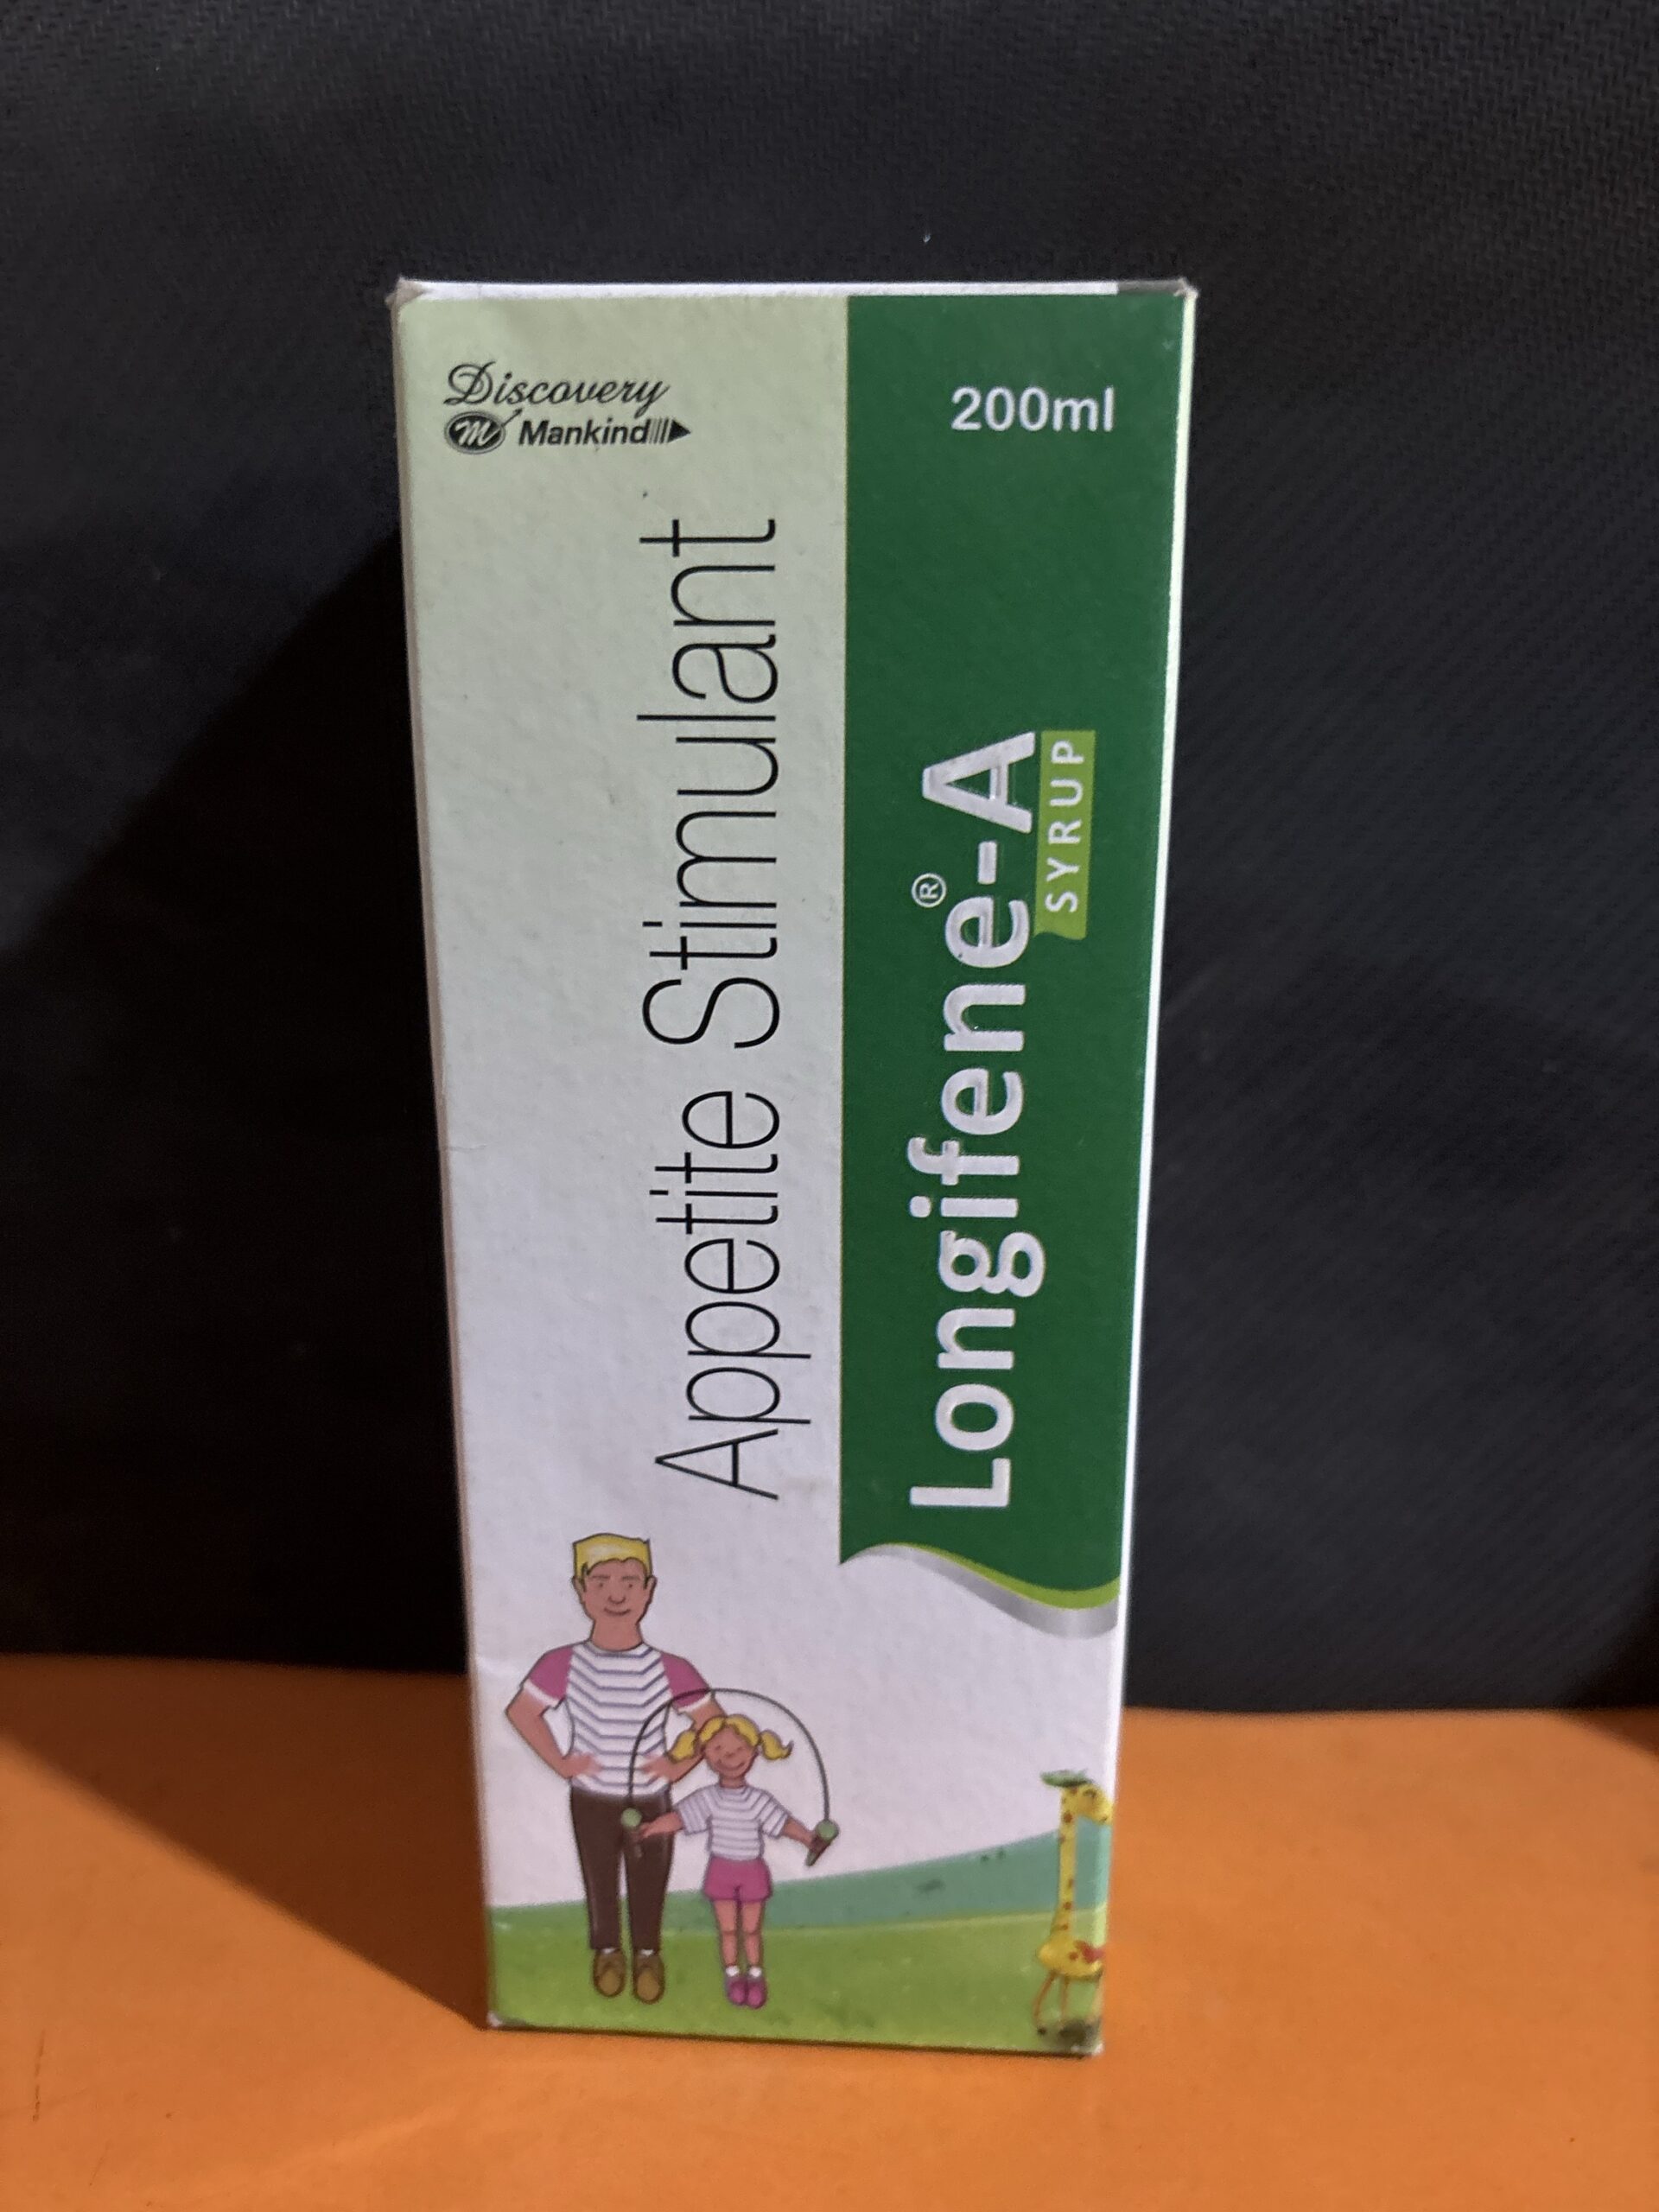 Discovery
M Mankind
200ml
Appetite Stimulant
Longifene®-A
SYRUP